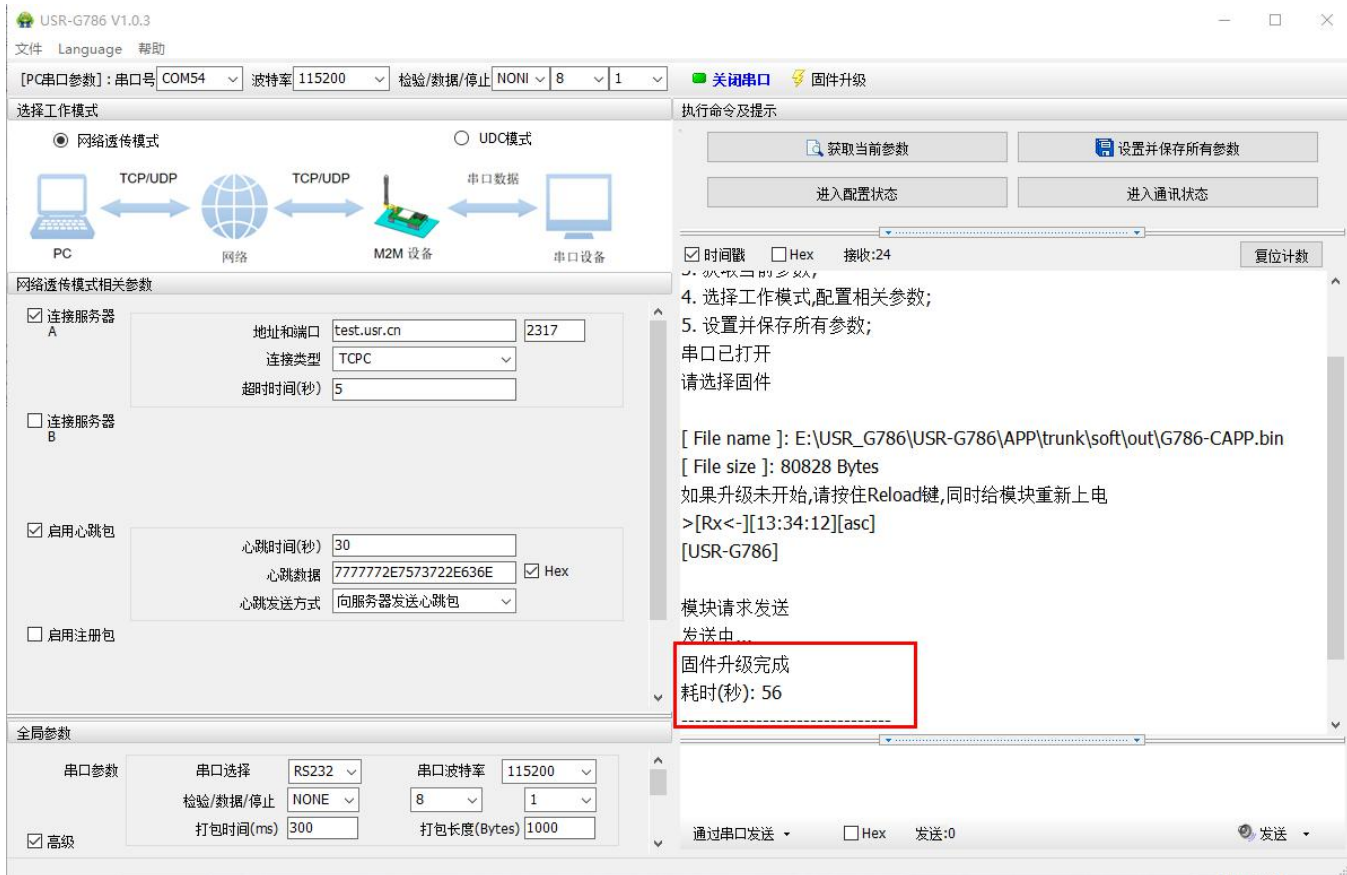 USR-G786 V1.0.3
文件 Language 帮助
[PC串口参数]：串口号 COM54 波特率 115200 检验/数据/停止 NONI 8 1 关闭串口 固件升级
选择工作模式
网络透传模式 UDC模式
TCP/UDP TCP/UDP 串口数据
PC 网络 M2M 设备 串口设备
网络透传模式相关参数
连接服务器
A
地址和端口 test.usr.cn 2317
连接类型 TCPC
超时时间(秒) 5
连接服务器
B
启用心跳包
心跳时间(秒) 30
心跳数据 7777772E7573722E636E Hex
心跳发送方式 向服务器发送心跳包
启用注册包
全局参数
串口参数 串口选择 RS232 串口波特率 115200
检验/数据/停止 NONE 8 1
打包时间(ms) 300 打包长度(Bytes) 1000
高级
执行命令及提示
获取当前参数 设置并保存所有参数
进入配置状态 进入通讯状态
时间戳 Hex 接收:24 复位计数
3. 获取当前参数;
4. 选择工作模式,配置相关参数;
5. 设置并保存所有参数;
串口已打开
请选择固件
[ File name ]: E:\USR_G786\USR-G786\APP\trunk\soft\out\G786-CAPP.bin
[ File size ]: 80828 Bytes
如果升级未开始,请按住Reload键,同时给模块重新上电
>[Rx<-][13:34:12][asc]
[USR-G786]
模块请求发送
发送中...
固件升级完成
耗时(秒): 56
-------------------------------
通过串口发送 Hex 发送:0 发送